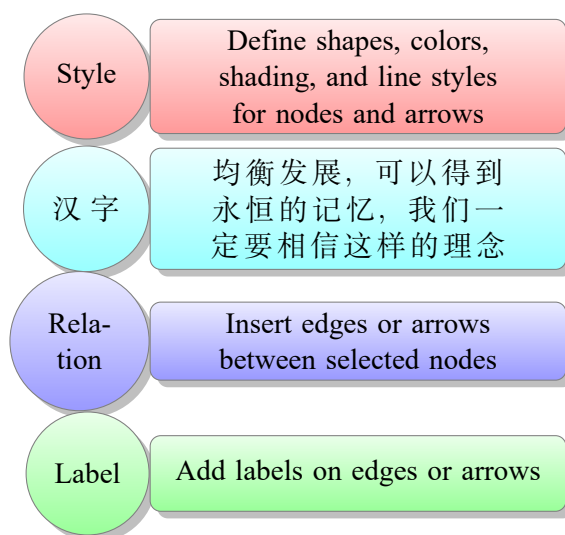 Style
Define shapes, colors,
shading, and line styles
for nodes and arrows
汉 字
均衡发展，可以得到
永恒的记忆，我们一
定要相信这样的理念
Rela-
tion
Insert edges or arrows
between selected nodes
Label
Add labels on edges or arrows